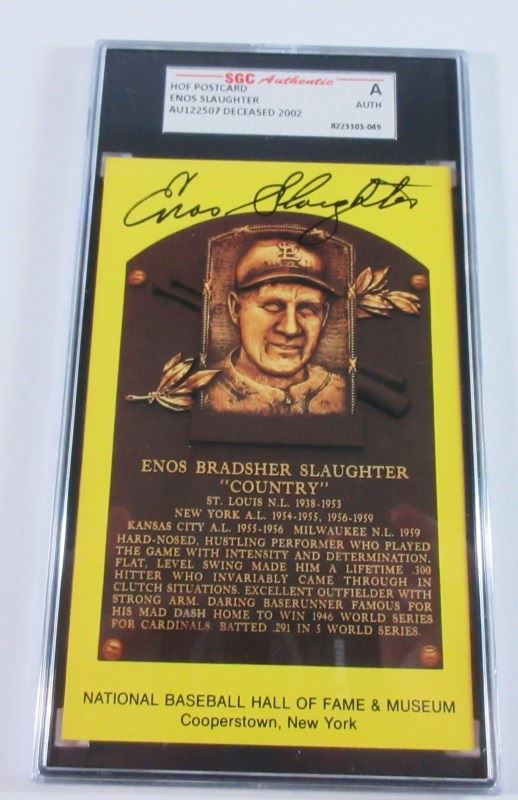 SGC Authentic
HOF POSTCARD
ENOS SLAUGHTER
AU122507 DECEASED 2002
A
AUTH
8223303-049
Enos Slaughter
ENOS BRADSHER SLAUGHTER
"COUNTRY"
ST. LOUIS N.L. 1938-1953
NEW YORK A.L. 1954-1955, 1956-1959
KANSAS CITY A.L. 1955-1956 MILWAUKEE N.L. 1959
HARD-NOSED, HUSTLING PERFORMER WHO PLAYED
THE GAME WITH INTENSITY AND DETERMINATION.
FLAT, LEVEL SWING MADE HIM A LIFETIME .300
HITTER WHO INVARIABLY CAME THROUGH IN
CLUTCH SITUATIONS. EXCELLENT OUTFIELDER WITH
STRONG ARM. DARING BASERUNNER FAMOUS FOR
HIS MAD DASH HOME TO WIN 1946 WORLD SERIES
FOR CARDINALS. BATTED .291 IN 5 WORLD SERIES.
NATIONAL BASEBALL HALL OF FAME & MUSEUM
Cooperstown, New York